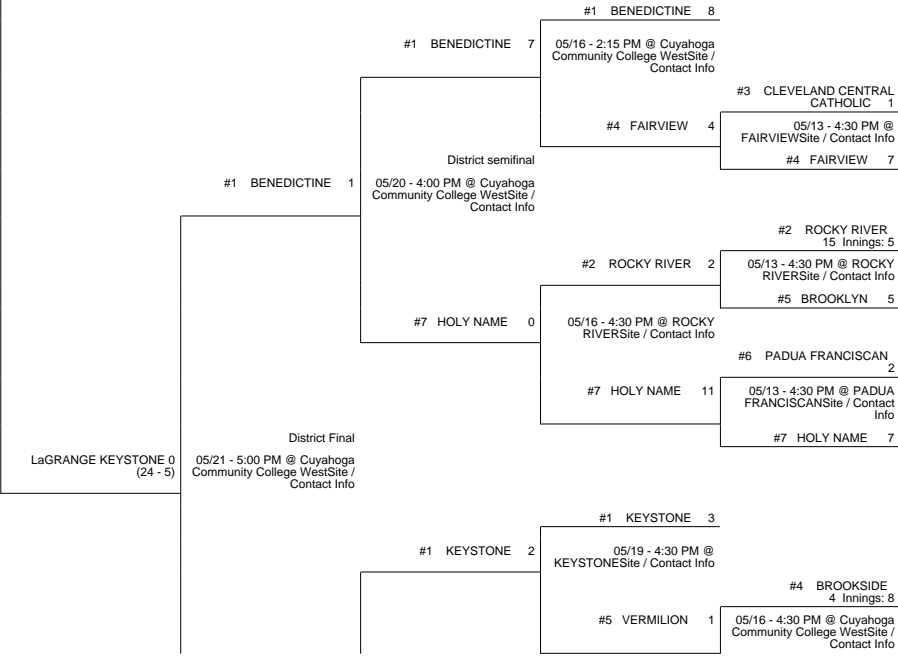 #1 BENEDICTINE 8
#1 BENEDICTINE 7
05/16 - 2:15 PM @ Cuyahoga
Community College WestSite /
Contact Info
#3 CLEVELAND CENTRAL
CATHOLIC 1
#4 FAIRVIEW 4
05/13 - 4:30 PM @
FAIRVIEWSite / Contact Info
#4 FAIRVIEW 7
District semifinal
#1 BENEDICTINE 1
05/20 - 4:00 PM @ Cuyahoga
Community College WestSite /
Contact Info
#2 ROCKY RIVER
15 Innings: 5
#2 ROCKY RIVER 2
05/13 - 4:30 PM @ ROCKY
RIVERSite / Contact Info
#5 BROOKLYN 5
#7 HOLY NAME 0
05/16 - 4:30 PM @ ROCKY
RIVERSite / Contact Info
#6 PADUA FRANCISCAN
2
#7 HOLY NAME 11
05/13 - 4:30 PM @ PADUA
FRANCISCANSite / Contact
Info
#7 HOLY NAME 7
District Final
LaGRANGE KEYSTONE 0
(24 - 5)
05/21 - 5:00 PM @ Cuyahoga
Community College WestSite /
Contact Info
#1 KEYSTONE 3
#1 KEYSTONE 2
05/19 - 4:30 PM @
KEYSTONESite / Contact Info
#4 BROOKSIDE
4 Innings: 8
#5 VERMILION 1
05/16 - 4:30 PM @ Cuyahoga
Community College WestSite /
Contact Info